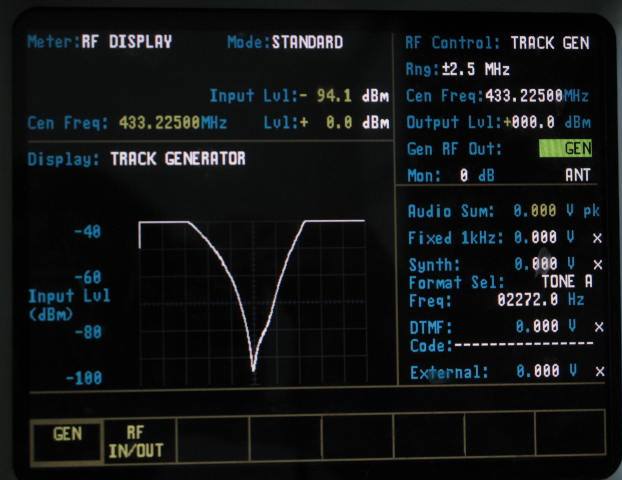 Meter:RF DISPLAY Mode:STANDARD
Input Lvl:- 94.1 dBm
Cen Freq: 433.22500MHz Lvl:+ 0.0 dBm
Display: TRACK GENERATOR
-40
-60
Input Lvl
(dBm)
-80
-100
RF Control: TRACK GEN
Rng:±2.5 MHz
Cen Freq:433.22500MHz
Output Lvl:+000.0 dBm
Gen RF Out: GEN
Mon: 0 dB ANT
Audio Sum: 0.000 V pk
Fixed 1kHz: 0.000 V x
Synth: 0.000 V x
Format Sel: TONE A
Freq: 02272.0 Hz
DTMF: 0.000 V x
Code:----------------
External: 0.000 V x
GEN RF
IN/OUT